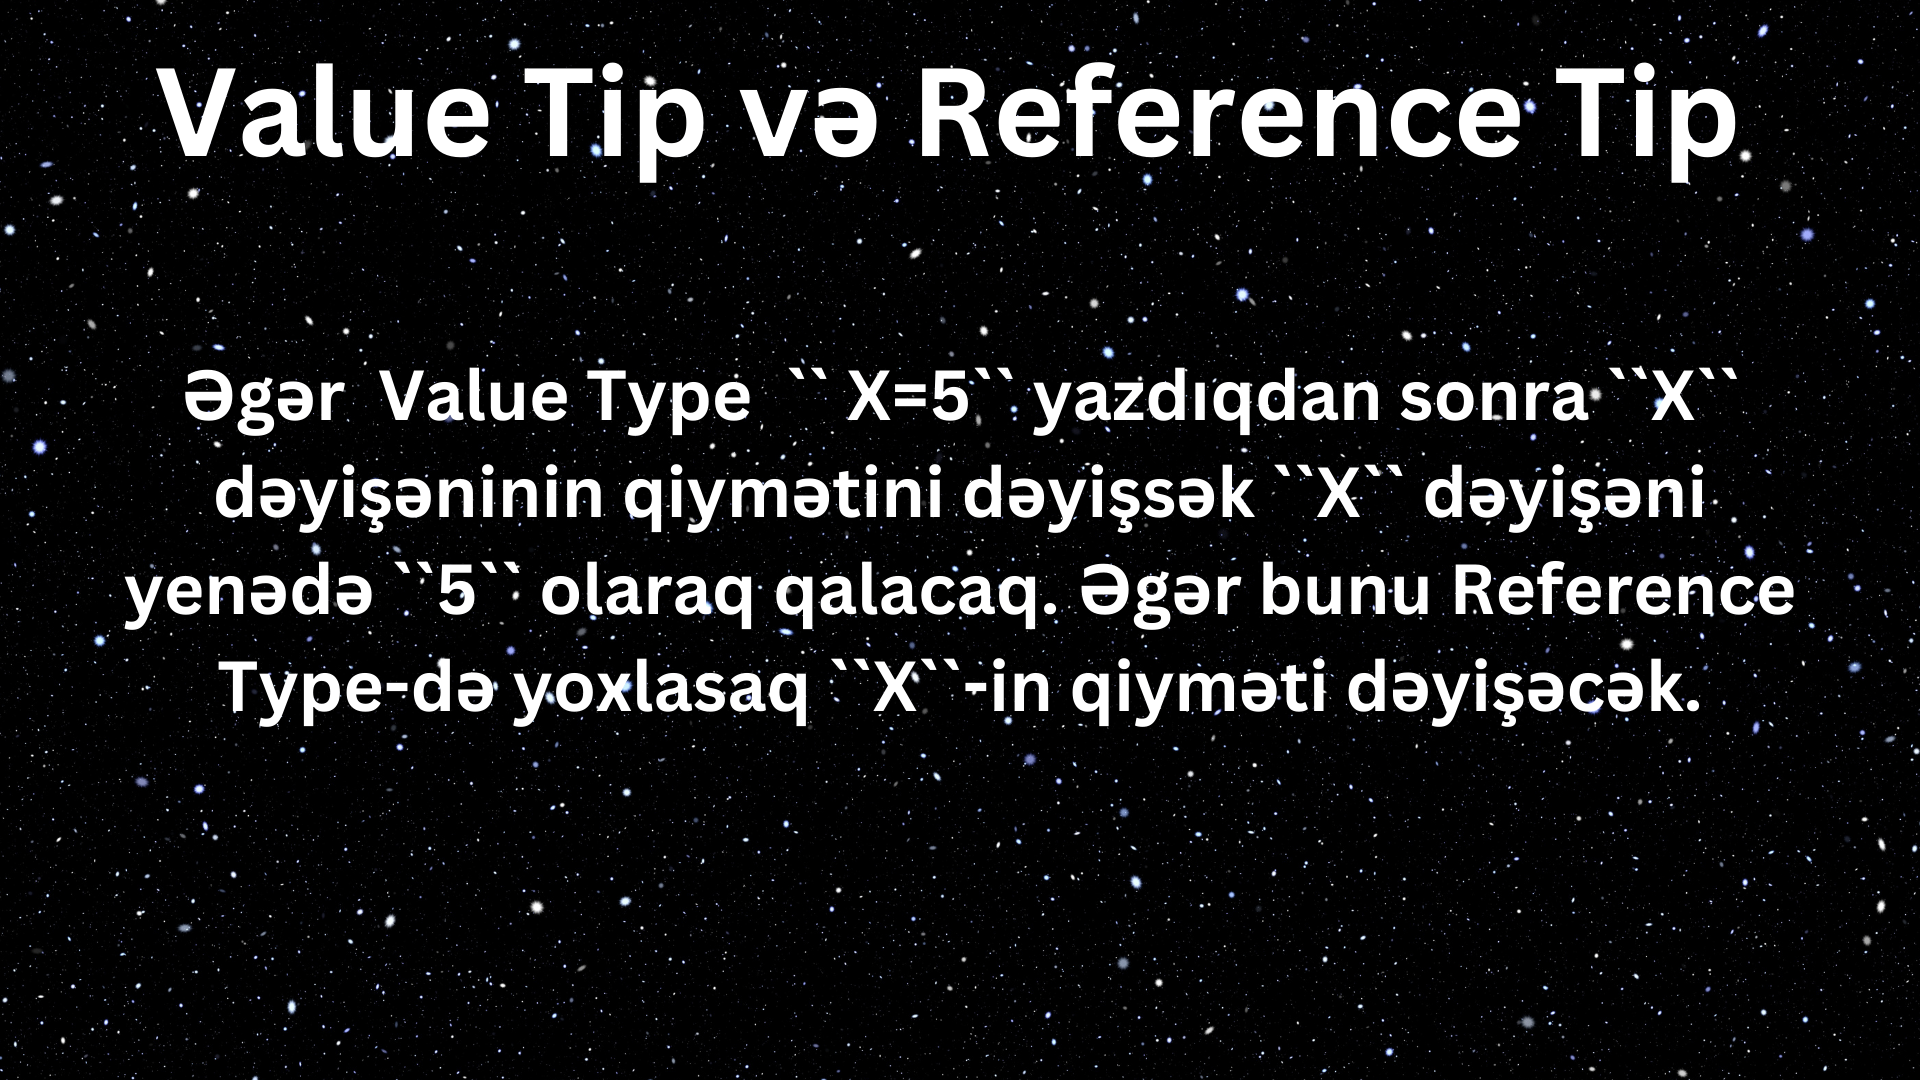 Value Tip və Reference Tip
Əgər  Value Type  `` X=5`` yazdıqdan sonra ``X``
dəyişəninin qiymətini dəyişsək ``X`` dəyişəni
yenədə ``5`` olaraq qalacaq. Əgər bunu Reference
Type-də yoxlasaq ``X``-in qiyməti dəyişəcək.